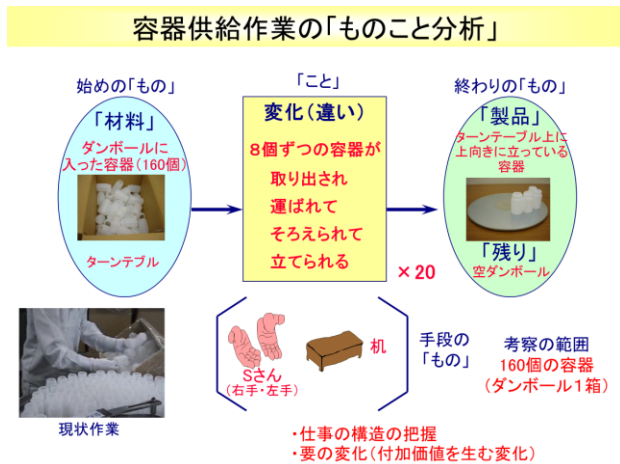 容器供給作業の「ものこと分析」
始めの「もの」
「材料」
ダンボールに
入った容器(160個)
ターンテブル
「こと」
変化(違い)
8個ずつの容器が
取り出され
運ばれて
そろえられて
立てられる
×20
終わりの「もの」
「製品」
ターンテーブル上に
上向きに立っている
容器
「残り」
空ダンボール
現状作業
Sさん
(右手・左手)
机
手段の
「もの」
考察の範囲
160個の容器
(ダンボール1箱)
・仕事の構造の把握
・要の変化(付加価値を生む変化)